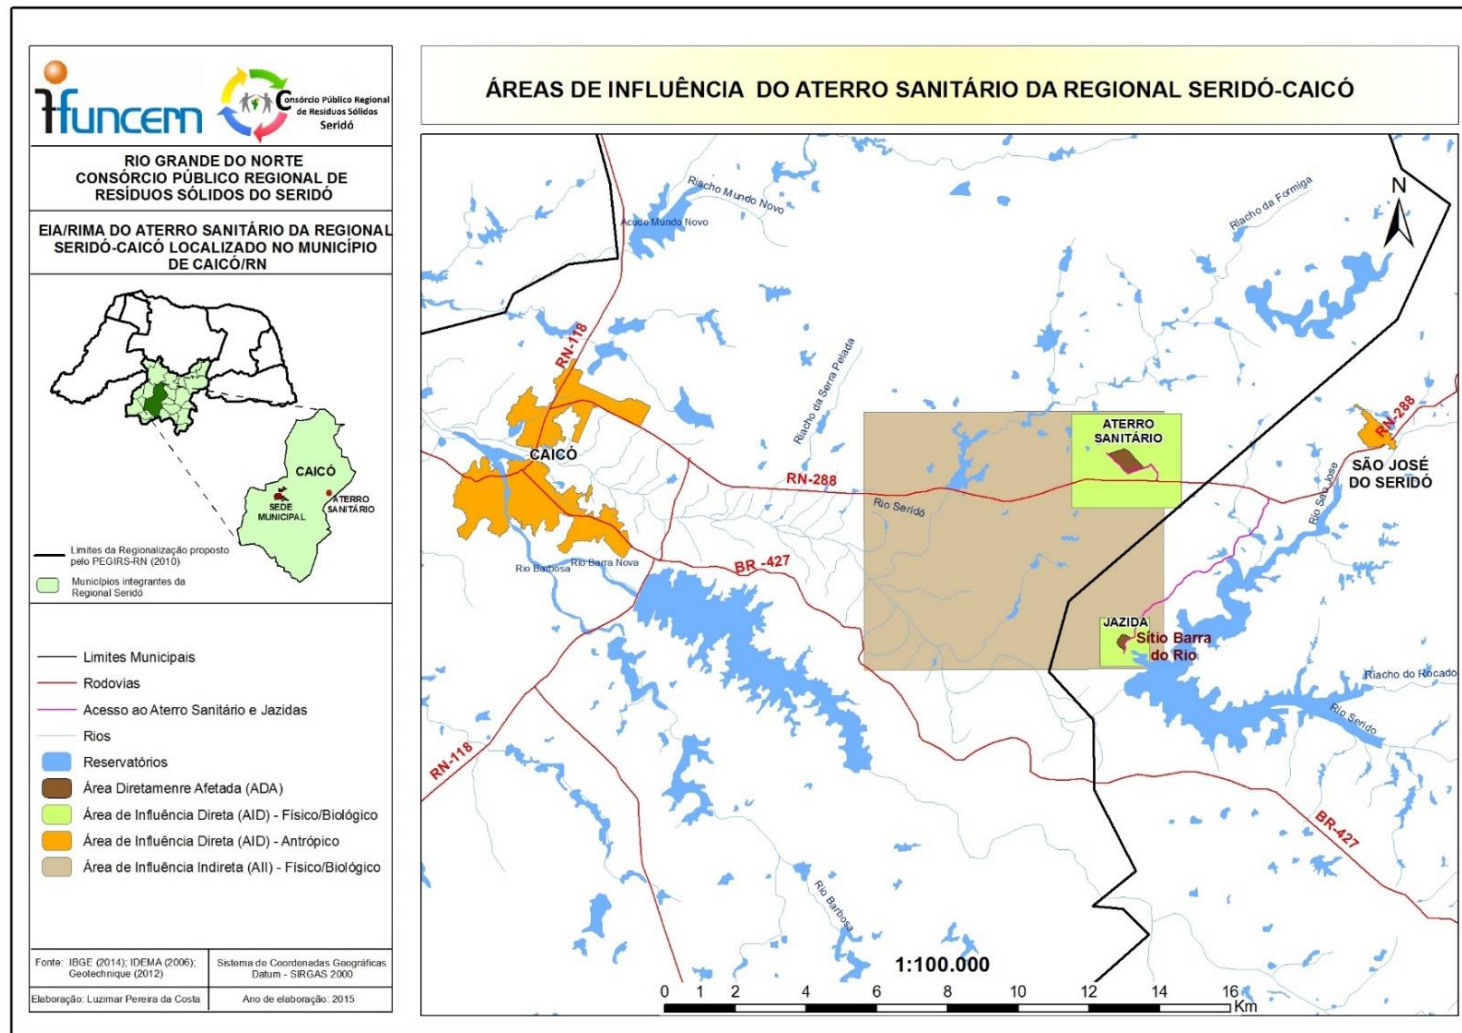 ifuncem
Consórcio Público Regional
de Resíduos Sólidos
Seridó
RIO GRANDE DO NORTE
CONSÓRCIO PÚBLICO REGIONAL DE
RESÍDUOS SÓLIDOS DO SERIDÓ
EIA/RIMA DO ATERRO SANITÁRIO DA REGIONAL
SERIDÓ-CAICÓ LOCALIZADO NO MUNICÍPIO
DE CAICÓ/RN
CAICÓ
SEDE
MUNICIPAL
ATERRO
SANITÁRIO
Limites da Regionalização proposto
pelo PEGIRS-RN (2010)
Municípios integrantes da
Regional Seridó
Limites Municipais
Rodovias
Acesso ao Aterro Sanitário e Jazidas
Rios
Reservatórios
Área Diretamenre Afetada (ADA)
Área de Influência Direta (AID) - Físico/Biológico
Área de Influência Direta (AID) - Antrópico
Área de Influência Indireta (AII) - Físico/Biológico
Fonte: IBGE (2014); IDEMA (2006);
Geotechnique (2012)
Sistema de Coordenadas Geográficas
Datum - SIRGAS 2000
Elaboração: Luzimar Pereira da Costa
Ano de elaboração: 2015
ÁREAS DE INFLUÊNCIA DO ATERRO SANITÁRIO DA REGIONAL SERIDÓ-CAICÓ
Riacho Mundo Novo
Acude Mundo Novo
Riacho da Formiga
N
RN-118
Riacho da Serra Pelada
CAICÓ
RN-288
Rio Seridó
ATERRO
SANITÁRIO
RN-288
SÃO JOSÉ
DO SERIDÓ
Rio San Jose
Rio Barbosa
Rio Barra Nova
BR -427
JAZIDA
Sítio Barra
do Rio
Riacho do Rocado
Rio Serido
RN-118
BR-427
Rio Barbosa
1:100.000
0 1 2 4 6 8 10 12 14 16
Km